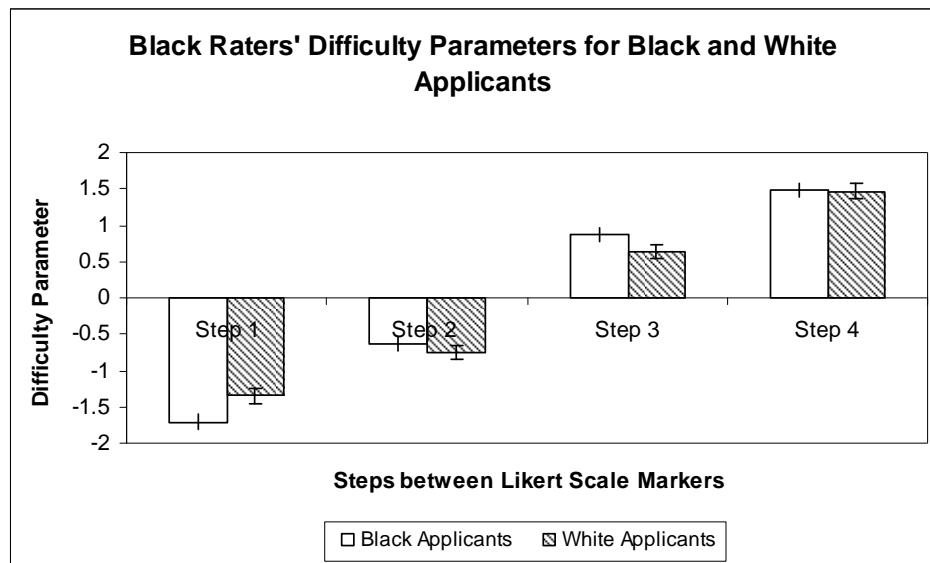 Black Raters' Difficulty Parameters for Black and White
Applicants
Difficulty Parameter
2
1.5
1
0.5
0
-0.5
-1
-1.5
-2
Step 1
Step 2
Step 3
Step 4
Steps between Likert Scale Markers
Black Applicants
White Applicants